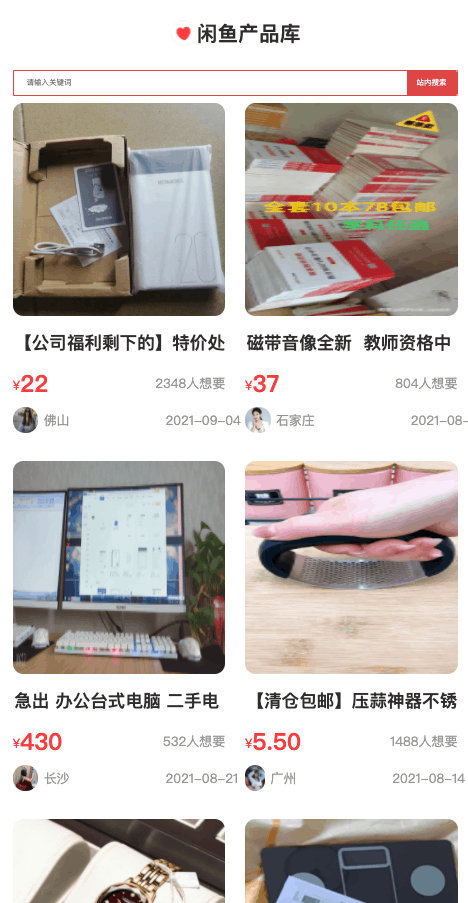 闲鱼产品库
请输入关键词
站内搜索
全套10本78包邮
【公司福利剩下的】特价处
磁带音像全新 教师资格中
¥22
2348人想要
¥37
804人想要
佛山
2021-09-04
石家庄
2021-08-
急出 办公台式电脑 二手电
【清仓包邮】压蒜神器不锈
¥430
532人想要
¥5.50
1488人想要
长沙
2021-08-21
广州
2021-08-14